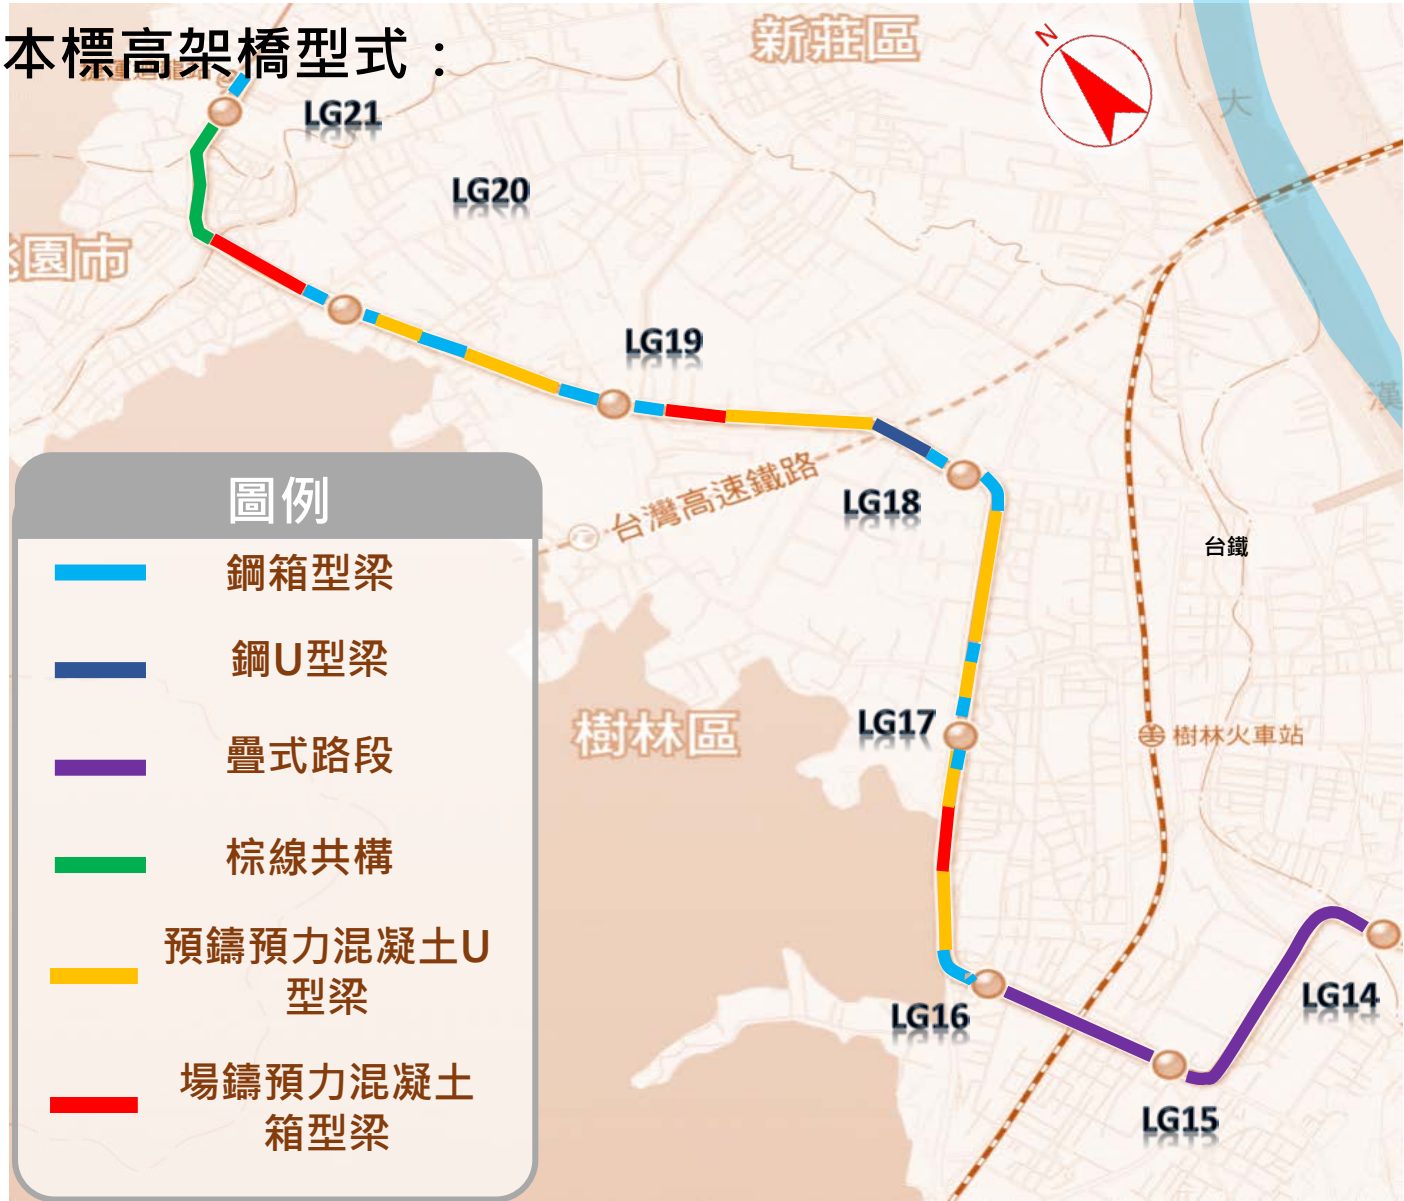 本標高架橋型式：
新莊區
N
大
LG21
LG20
園市
LG19
漢
台灣高速鐵路
LG18
台鐵
圖例
鋼箱型梁
鋼U型梁
疊式路段
棕線共構
預鑄預力混凝土U
型梁
場鑄預力混凝土
箱型梁
樹林區
LG17
樹林火車站
LG16
LG14
LG15